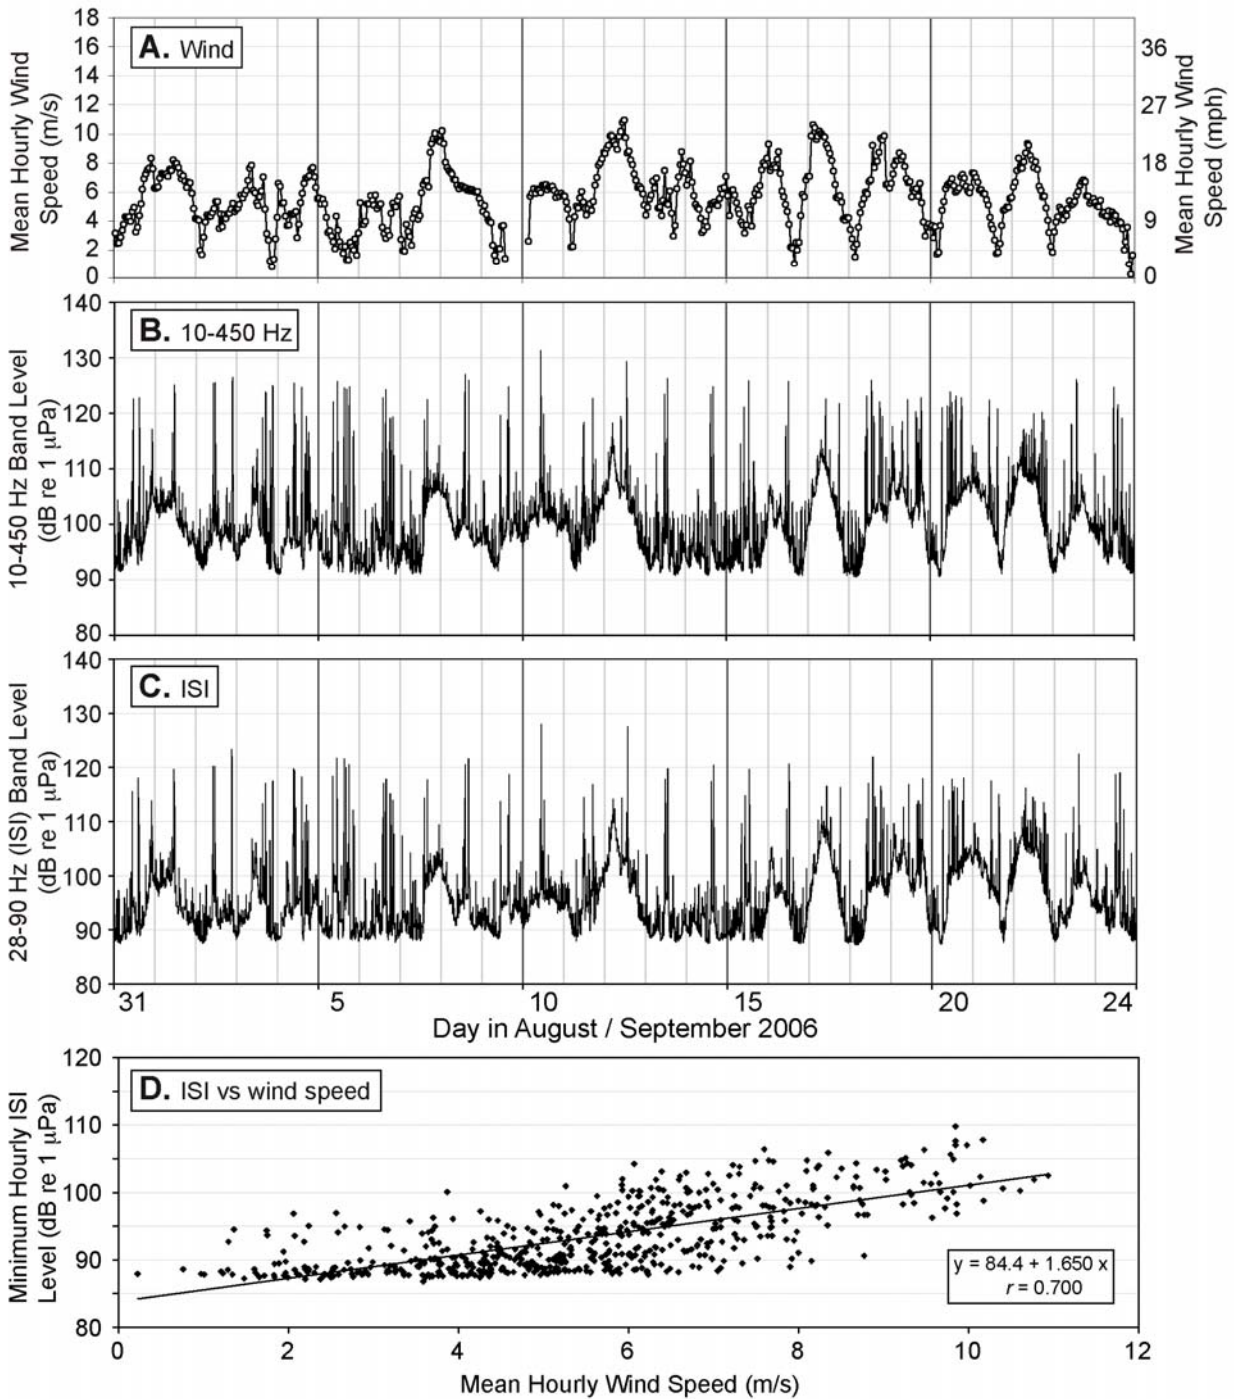 A. Wind
Mean Hourly Wind
Speed (m/s)
18
16
14
12
10
8
6
4
2
0
36
27
18
9
0
Mean Hourly Wind
Speed (mph)
B. 10-450 Hz
10-450 Hz Band Level
(dB re 1 μPa)
140
130
120
110
100
90
80
C. ISI
28-90 Hz (ISI) Band Level
(dB re 1 μPa)
140
130
120
110
100
90
80
31 5 10 15 20 24
Day in August / September 2006
D. ISI vs wind speed
Minimum Hourly ISI
Level (dB re 1 μPa)
120
110
100
90
80
y = 84.4 + 1.650 x
r = 0.700
0 2 4 6 8 10 12
Mean Hourly Wind Speed (m/s)